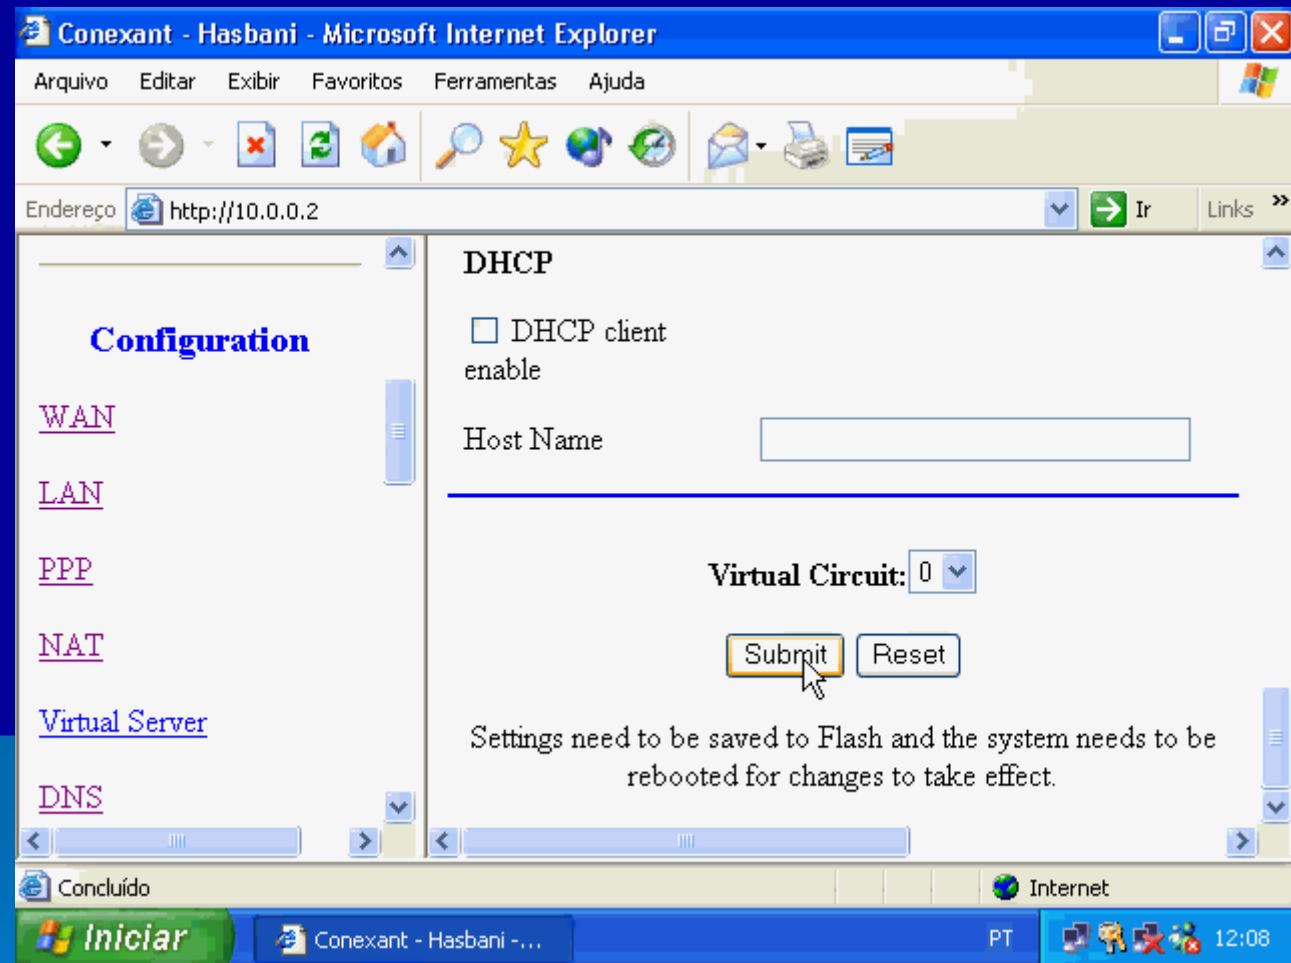 Conexant - Hasbani - Microsoft Internet Explorer
Arquivo Editar Exibir Favoritos Ferramentas Ajuda
Endereço http://10.0.0.2 Ir Links »
Configuration
WAN
LAN
PPP
NAT
Virtual Server
DNS
DHCP
DHCP client
enable
Host Name
Virtual Circuit: 0
Submit Reset
Settings need to be saved to Flash and the system needs to be
rebooted for changes to take effect.
Concluído Internet
Iniciar Conexant - Hasbani -... PT 12:08